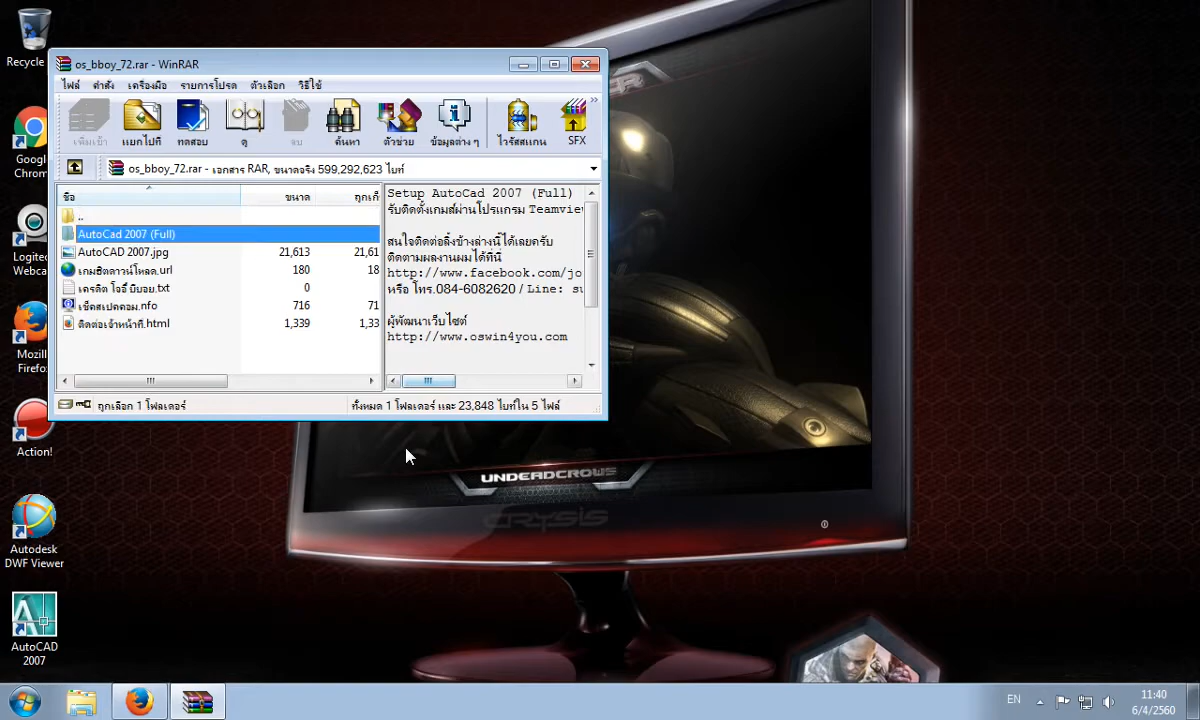 Recycle
os_bboy_72.rar - WinRAR
ไฟล์ คำสั่ง เครื่องมือ รายการโปรด ตัวเลือก วิธีใช้
เพิ่มเข้า แยกไปที่ ทดสอบ ดู ลบ ค้นหา ตัวช่วย ข้อมูลต่าง ๆ ไวรัสสแกน SFX
os_bboy_72.rar - เอกสาร RAR, ขนาดจริง 599,292,623 ไบท์
ชื่อ ขนาด ถูกเก็
..
AutoCad 2007 (Full)
AutoCAD 2007.jpg 21,613 21,61
เกมฮิตดาวน์โหลด.url 180 18
เครดิต โอจี้ บีบอย.txt 0
เช็คสเปคคอม.nfo 716 71
ติดต่อเจ้าหน้าที่.html 1,339 1,33
Setup AutoCad 2007 (Full)
รับติดตั้งเกมส์ผ่านโปรแกรม Teamvie
สนใจติดต่อลิ้งข้างล่างนี้ได้เลยครับ
ติดตามผลงานผมได้ที่นี่
http://www.facebook.com/jo
หรือ โทร.084-6082620 / Line: su
ผู้พัฒนาเว็บไซต์
http://www.oswin4you.com
ถูกเลือก 1 โฟลเดอร์
ทั้งหมด 1 โฟลเดอร์ และ 23,848 ไบท์ใน 5 ไฟล์
Google
Chrom
Logitec
Webca
Mozill
Firefo
Action!
Autodesk
DWF Viewer
AutoCAD
2007
UNDERDCROWS
CRYSIS
EN
11:40
6/4/2560